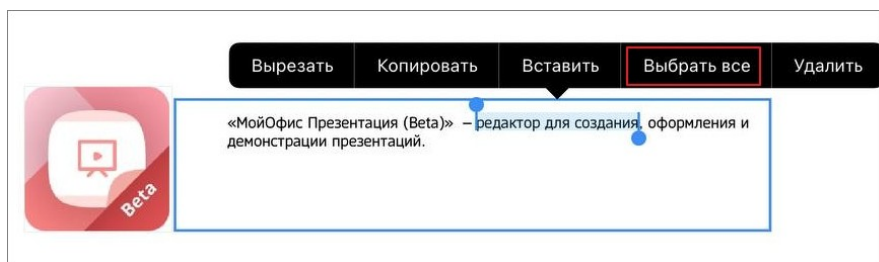 Вырезать Копировать Вставить Выбрать все Удалить
«МойОфис Презентация (Beta)» – редактор для создания, оформления и
демонстрации презентаций.
Beta